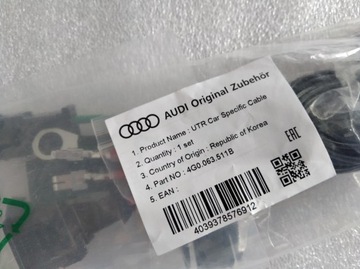 AUDI Original Zubehör
1. Product Name : UTR Car Specific Cable
2. Quantity : 1 set
3. Country of Origin : Republic of Korea
4. Part No. : 4G0.063.511B
5. EAN :
EAC
4039378576912